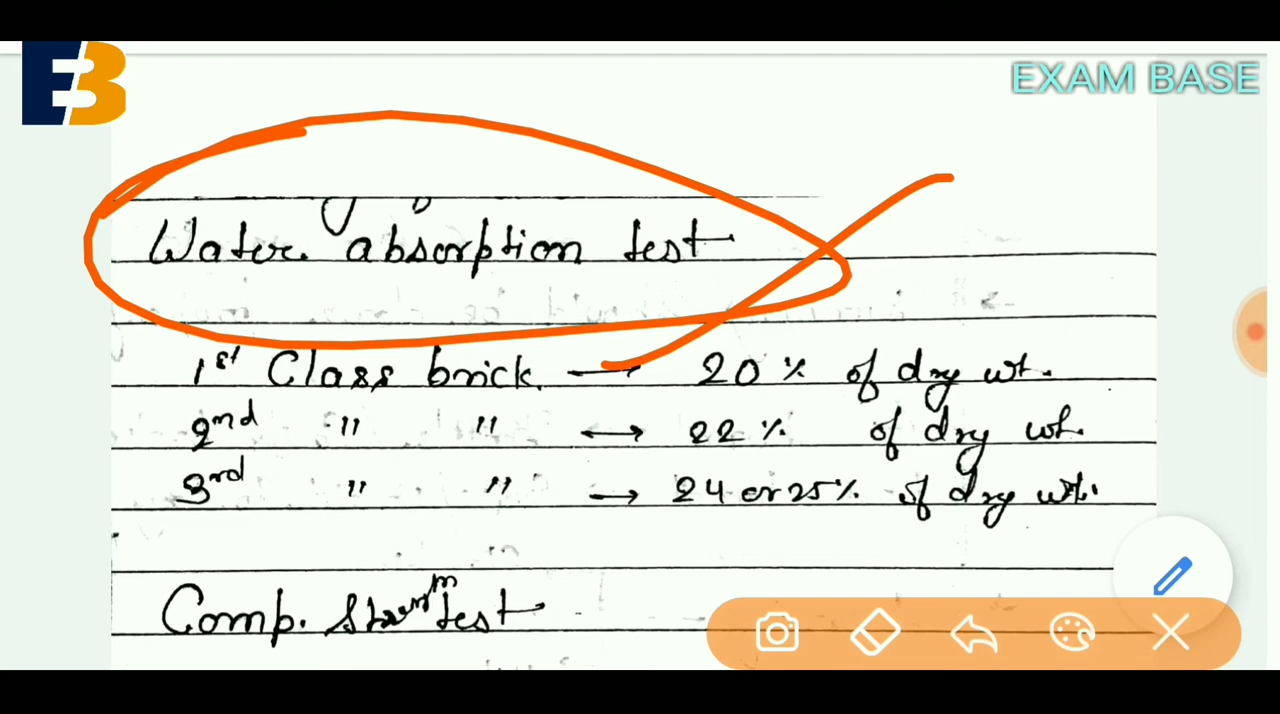 EB
EXAM BASE
Water absorption test
1st Class brick. → 20% of dry wt.
2nd " " ↔ 22% of dry wt.
3rd " " → 24 or 25% of dry wt.
Comp. test